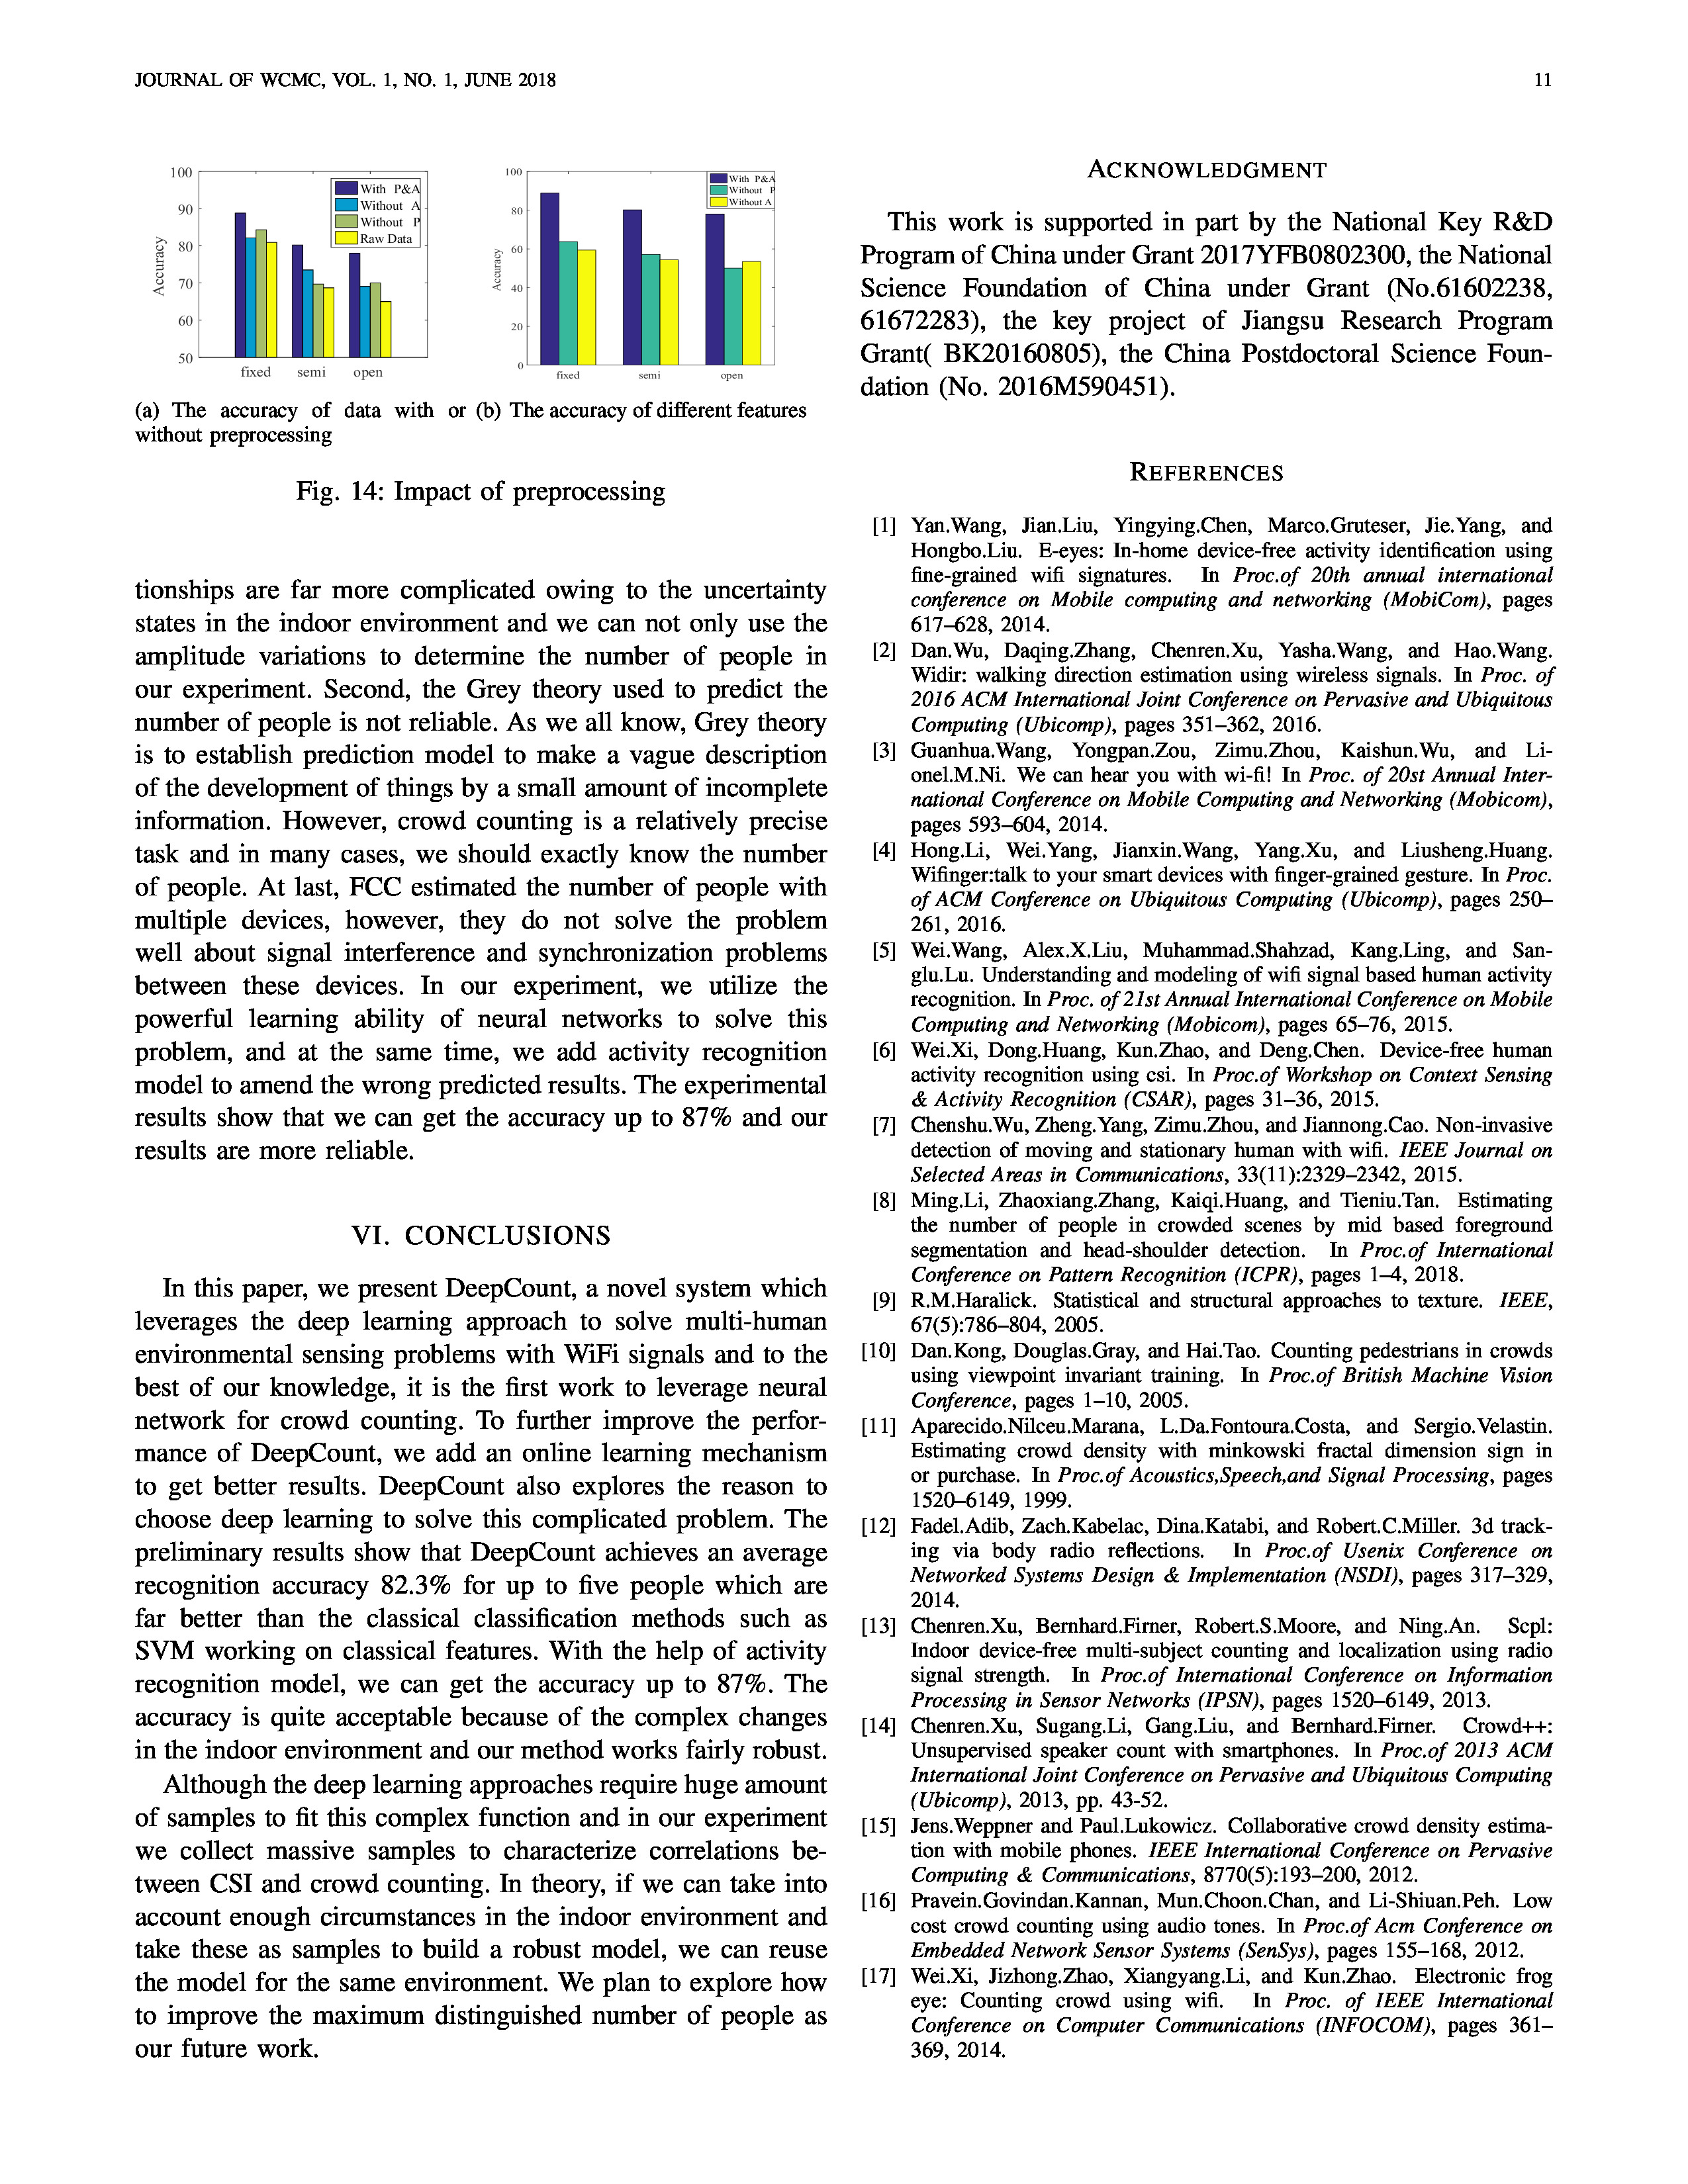 JOURNAL OF WCMC, VOL. 1, NO. 1, JUNE 2018
11
100
90
80
70
60
50
Accuracy
fixed semi open
With P&A
Without A
Without P
Raw Data
100
80
60
40
20
0
Accuracy
fixed semi open
With P&A
Without P
Without A
(a) The accuracy of data with or
without preprocessing
(b) The accuracy of different features
Fig. 14: Impact of preprocessing
tionships are far more complicated owing to the uncertainty
states in the indoor environment and we can not only use the
amplitude variations to determine the number of people in
our experiment. Second, the Grey theory used to predict the
number of people is not reliable. As we all know, Grey theory
is to establish prediction model to make a vague description
of the development of things by a small amount of incomplete
information. However, crowd counting is a relatively precise
task and in many cases, we should exactly know the number
of people. At last, FCC estimated the number of people with
multiple devices, however, they do not solve the problem
well about signal interference and synchronization problems
between these devices. In our experiment, we utilize the
powerful learning ability of neural networks to solve this
problem, and at the same time, we add activity recognition
model to amend the wrong predicted results. The experimental
results show that we can get the accuracy up to 87% and our
results are more reliable.
VI. CONCLUSIONS
In this paper, we present DeepCount, a novel system which
leverages the deep learning approach to solve multi-human
environmental sensing problems with WiFi signals and to the
best of our knowledge, it is the first work to leverage neural
network for crowd counting. To further improve the perfor-
mance of DeepCount, we add an online learning mechanism
to get better results. DeepCount also explores the reason to
choose deep learning to solve this complicated problem. The
preliminary results show that DeepCount achieves an average
recognition accuracy 82.3% for up to five people which are
far better than the classical classification methods such as
SVM working on classical features. With the help of activity
recognition model, we can get the accuracy up to 87%. The
accuracy is quite acceptable because of the complex changes
in the indoor environment and our method works fairly robust.
Although the deep learning approaches require huge amount
of samples to fit this complex function and in our experiment
we collect massive samples to characterize correlations be-
tween CSI and crowd counting. In theory, if we can take into
account enough circumstances in the indoor environment and
take these as samples to build a robust model, we can reuse
the model for the same environment. We plan to explore how
to improve the maximum distinguished number of people as
our future work.
ACKNOWLEDGMENT
This work is supported in part by the National Key R&D
Program of China under Grant 2017YFB0802300, the National
Science Foundation of China under Grant (No.61602238,
61672283), the key project of Jiangsu Research Program
Grant( BK20160805), the China Postdoctoral Science Foun-
dation (No. 2016M590451).
REFERENCES
[1] Yan.Wang, Jian.Liu, Yingying.Chen, Marco.Gruteser, Jie.Yang, and
Hongbo.Liu. E-eyes: In-home device-free activity identification using
fine-grained wifi signatures. In Proc.of 20th annual international
conference on Mobile computing and networking (MobiCom), pages
617–628, 2014.
[2] Dan.Wu, Daqing.Zhang, Chenren.Xu, Yasha.Wang, and Hao.Wang.
Widir: walking direction estimation using wireless signals. In Proc. of
2016 ACM International Joint Conference on Pervasive and Ubiquitous
Computing (Ubicomp), pages 351–362, 2016.
[3] Guanhua.Wang, Yongpan.Zou, Zimu.Zhou, Kaishun.Wu, and Li-
onel.M.Ni. We can hear you with wi-fi! In Proc. of 20st Annual Inter-
national Conference on Mobile Computing and Networking (Mobicom),
pages 593–604, 2014.
[4] Hong.Li, Wei.Yang, Jianxin.Wang, Yang.Xu, and Liusheng.Huang.
Wifinger:talk to your smart devices with finger-grained gesture. In Proc.
of ACM Conference on Ubiquitous Computing (Ubicomp), pages 250–
261, 2016.
[5] Wei.Wang, Alex.X.Liu, Muhammad.Shahzad, Kang.Ling, and San-
glu.Lu. Understanding and modeling of wifi signal based human activity
recognition. In Proc. of 21st Annual International Conference on Mobile
Computing and Networking (Mobicom), pages 65–76, 2015.
[6] Wei.Xi, Dong.Huang, Kun.Zhao, and Deng.Chen. Device-free human
activity recognition using csi. In Proc.of Workshop on Context Sensing
& Activity Recognition (CSAR), pages 31–36, 2015.
[7] Chenshu.Wu, Zheng.Yang, Zimu.Zhou, and Jiannong.Cao. Non-invasive
detection of moving and stationary human with wifi. IEEE Journal on
Selected Areas in Communications, 33(11):2329–2342, 2015.
[8] Ming.Li, Zhaoxiang.Zhang, Kaiqi.Huang, and Tieniu.Tan. Estimating
the number of people in crowded scenes by mid based foreground
segmentation and head-shoulder detection. In Proc.of International
Conference on Pattern Recognition (ICPR), pages 1–4, 2018.
[9] R.M.Haralick. Statistical and structural approaches to texture. IEEE,
67(5):786–804, 2005.
[10] Dan.Kong, Douglas.Gray, and Hai.Tao. Counting pedestrians in crowds
using viewpoint invariant training. In Proc.of British Machine Vision
Conference, pages 1–10, 2005.
[11] Aparecido.Nilceu.Marana, L.Da.Fontoura.Costa, and Sergio.Velastin.
Estimating crowd density with minkowski fractal dimension sign in
or purchase. In Proc.of Acoustics,Speech,and Signal Processing, pages
1520–6149, 1999.
[12] Fadel.Adib, Zach.Kabelac, Dina.Katabi, and Robert.C.Miller. 3d track-
ing via body radio reflections. In Proc.of Usenix Conference on
Networked Systems Design & Implementation (NSDI), pages 317–329,
2014.
[13] Chenren.Xu, Bernhard.Firner, Robert.S.Moore, and Ning.An. Scpl:
Indoor device-free multi-subject counting and localization using radio
signal strength. In Proc.of International Conference on Information
Processing in Sensor Networks (IPSN), pages 1520–6149, 2013.
[14] Chenren.Xu, Sugang.Li, Gang.Liu, and Bernhard.Firner. Crowd++:
Unsupervised speaker count with smartphones. In Proc.of 2013 ACM
International Joint Conference on Pervasive and Ubiquitous Computing
(Ubicomp), 2013, pp. 43-52.
[15] Jens.Weppner and Paul.Lukowicz. Collaborative crowd density estima-
tion with mobile phones. IEEE International Conference on Pervasive
Computing & Communications, 8770(5):193–200, 2012.
[16] Pravein.Govindan.Kannan, Mun.Choon.Chan, and Li-Shiuan.Peh. Low
cost crowd counting using audio tones. In Proc.of Acm Conference on
Embedded Network Sensor Systems (SenSys), pages 155–168, 2012.
[17] Wei.Xi, Jizhong.Zhao, Xiangyang.Li, and Kun.Zhao. Electronic frog
eye: Counting crowd using wifi. In Proc. of IEEE International
Conference on Computer Communications (INFOCOM), pages 361–
369, 2014.